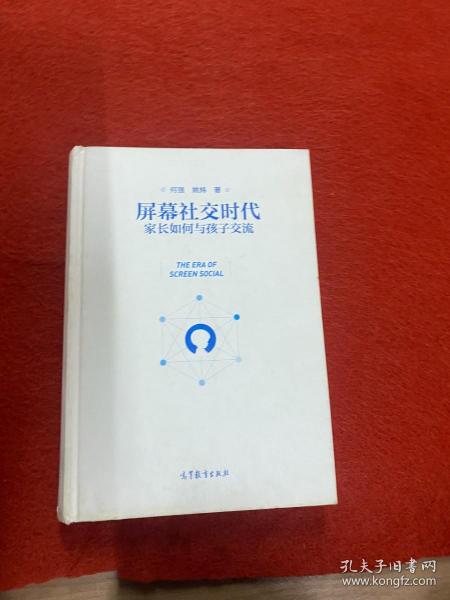 何强 姚炜 著
屏幕社交时代
家长如何与孩子交流
THE ERA OF
SCREEN SOCIAL
高等教育出版社
孔夫子旧书网
www.kongfz.com